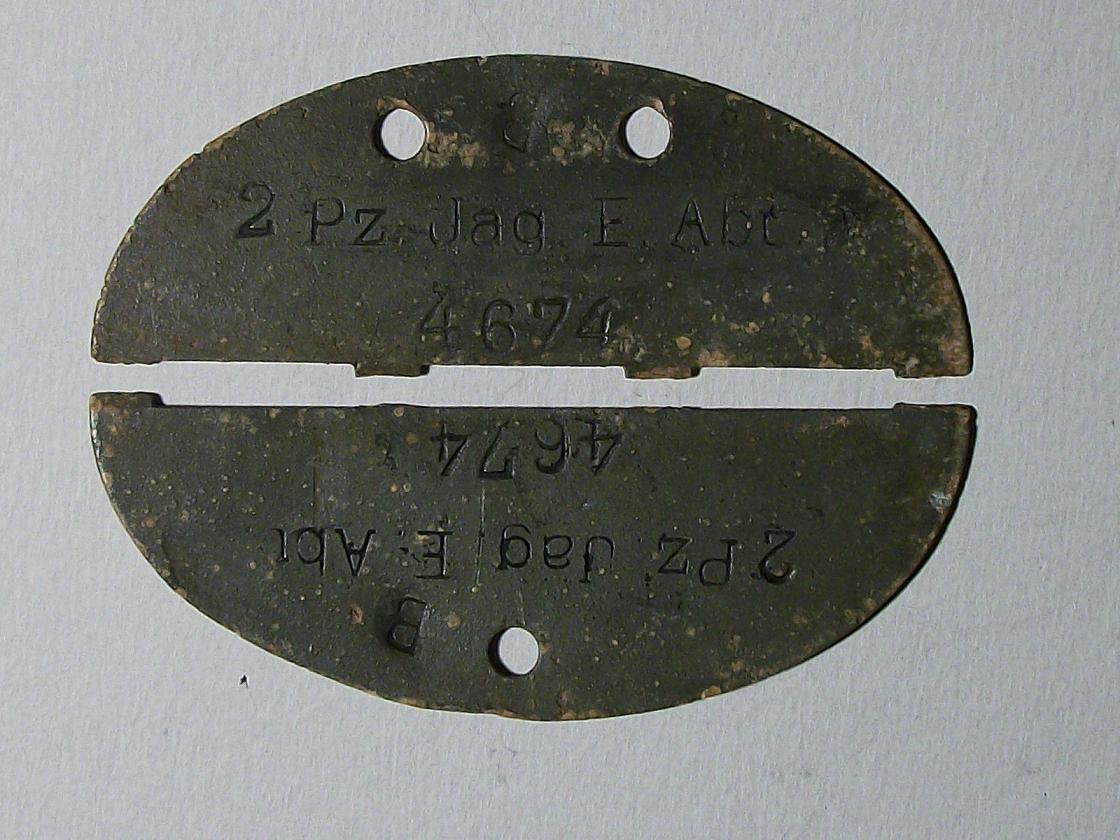 B
2 Pz. Jag. E. Abt.
4674
4674
2 Pz. Jag. E. Abt
B